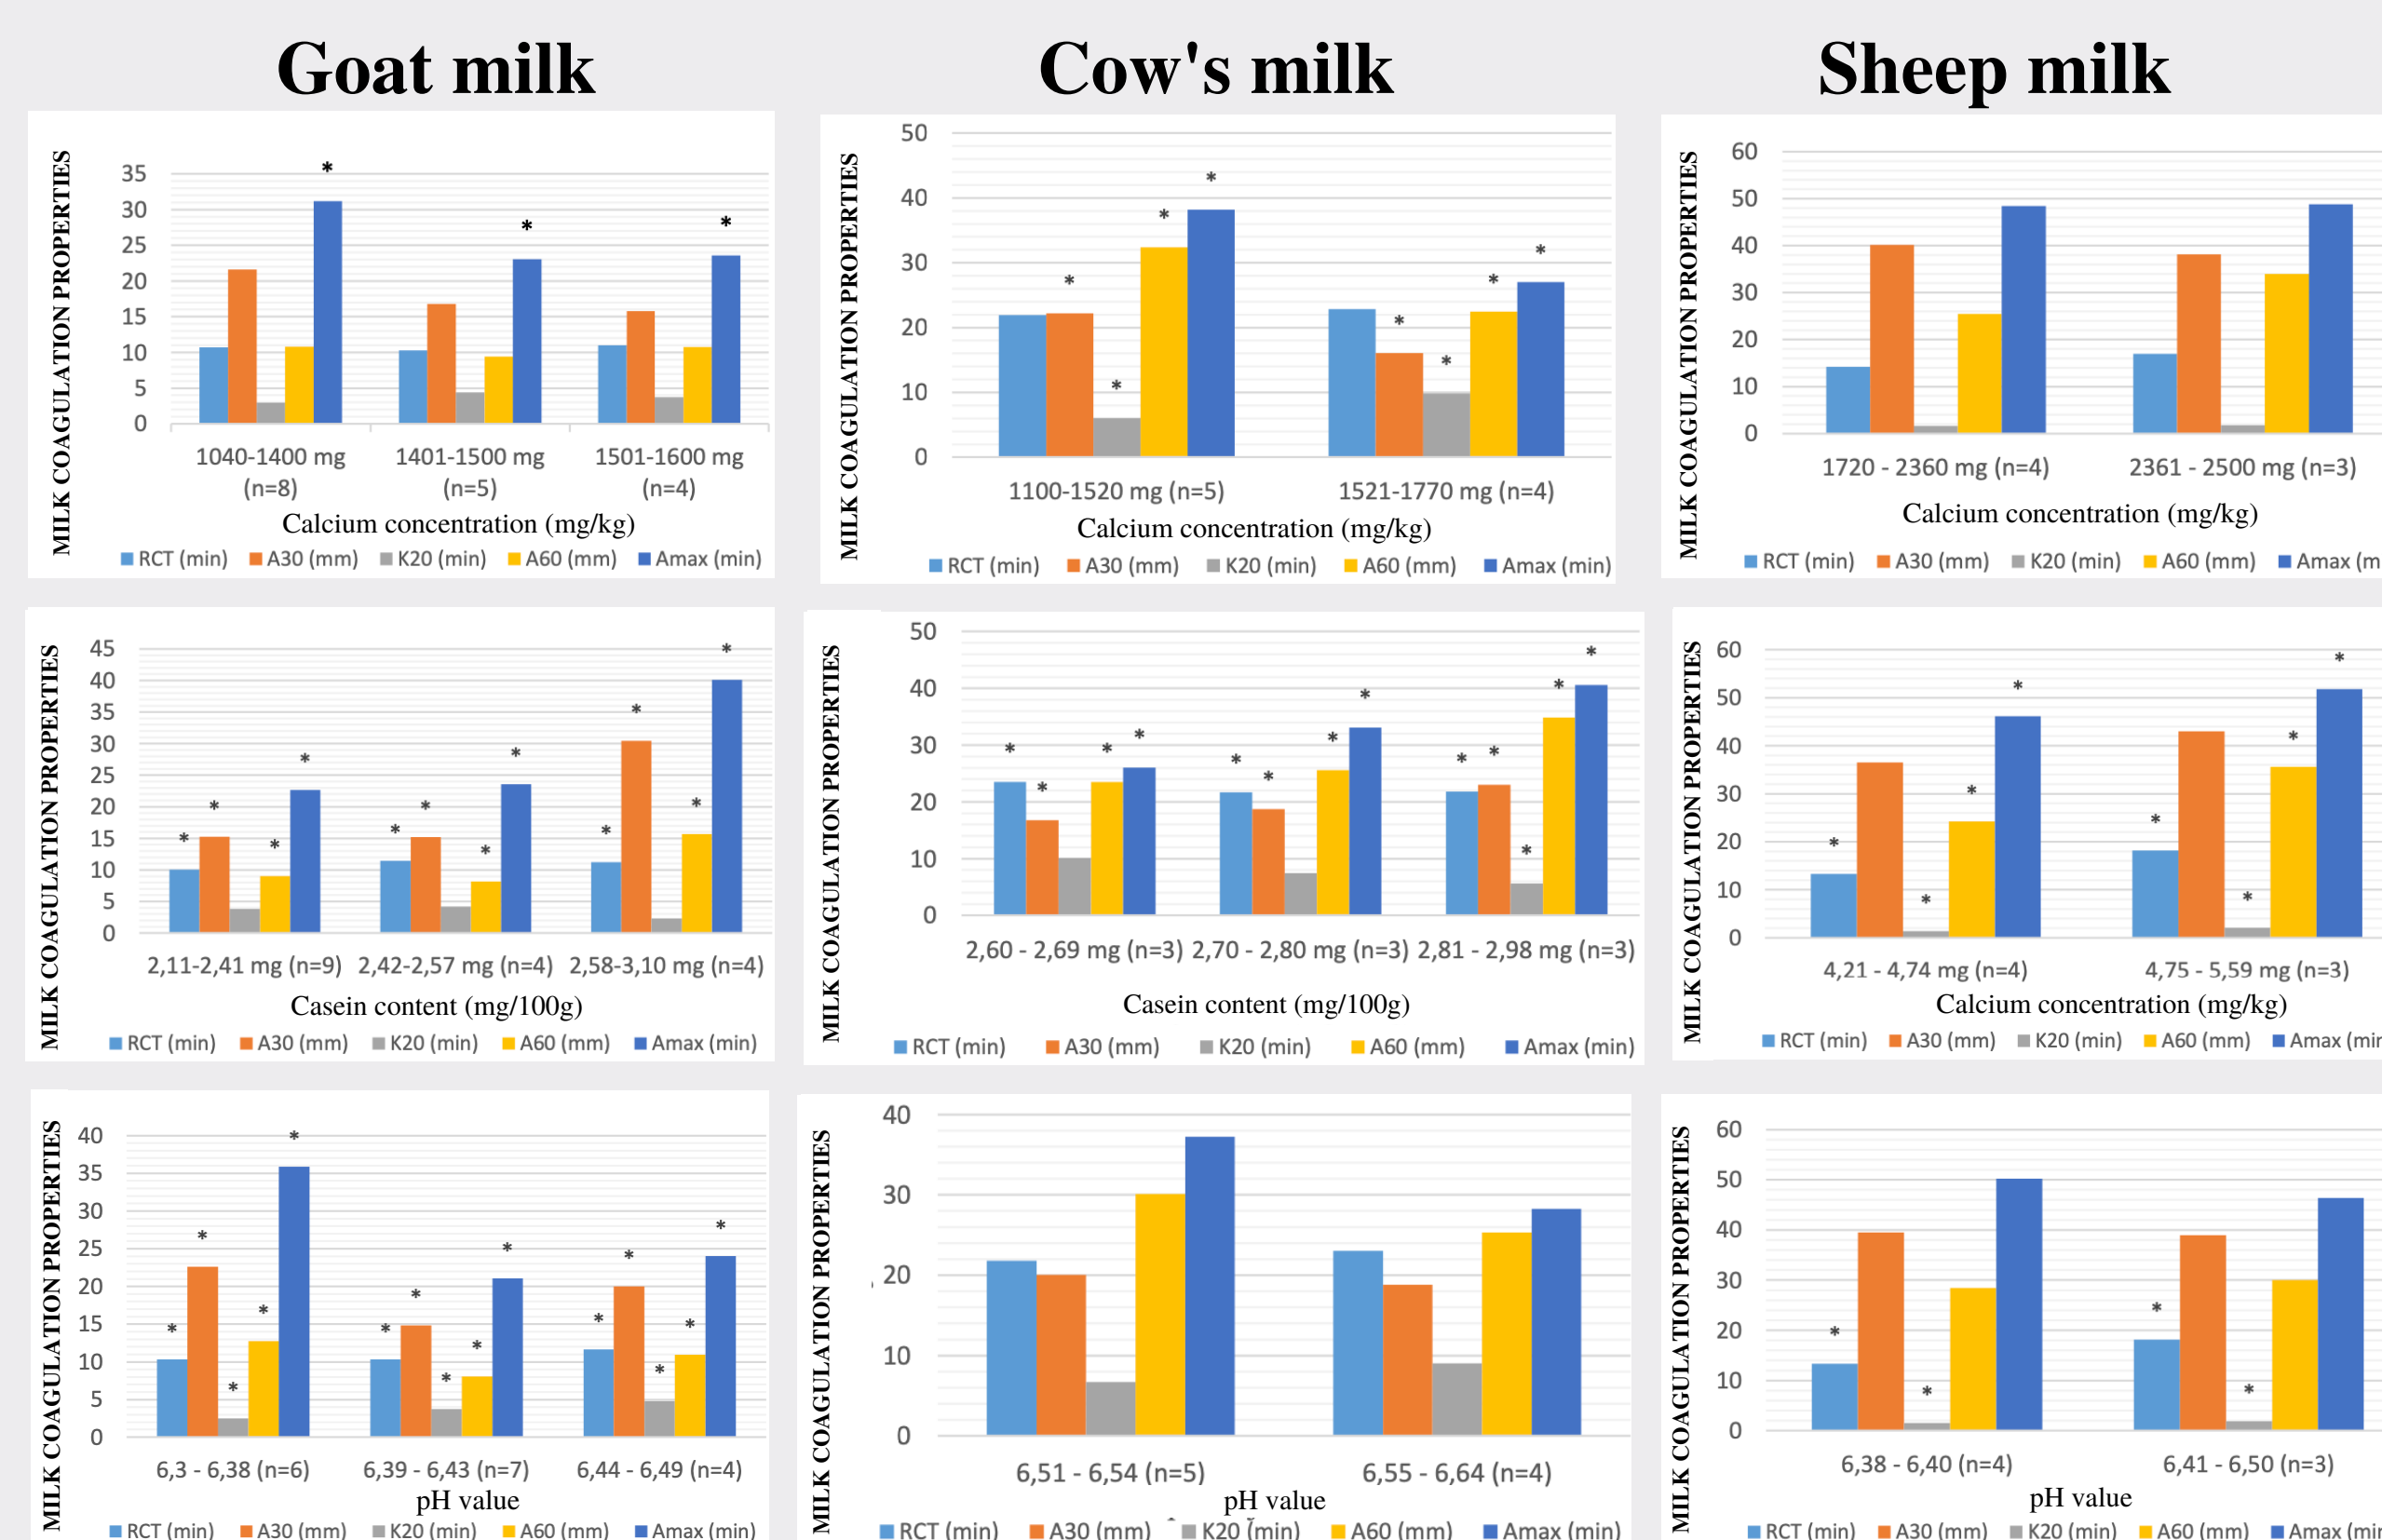 Goat milk
Cow's milk
Sheep milk
MILK COAGULATION PROPERTIES
35
30
25
20
15
10
5
0
* * *
1040-1400 mg (n=8)
1401-1500 mg (n=5)
1501-1600 mg (n=4)
Calcium concentration (mg/kg)
RCT (min) A30 (mm) K20 (min) A60 (mm) Amax (min)
MILK COAGULATION PROPERTIES
50
40
30
20
10
0
* * * * * * * *
1100-1520 mg (n=5) 1521-1770 mg (n=4)
Calcium concentration (mg/kg)
RCT (min) A30 (mm) K20 (min) A60 (mm) Amax (min)
MILK COAGULATION PROPERTIES
60
50
40
30
20
10
0
1720 - 2360 mg (n=4) 2361 - 2500 mg (n=3)
Calcium concentration (mg/kg)
RCT (min) A30 (mm) K20 (min) A60 (mm) Amax (m
MILK COAGULATION PROPERTIES
45
40
35
30
25
20
15
10
5
0
* * * * * * * * * * * *
2,11-2,41 mg (n=9) 2,42-2,57 mg (n=4) 2,58-3,10 mg (n=4)
Casein content (mg/100g)
RCT (min) A30 (mm) K20 (min) A60 (mm) Amax (min)
MILK COAGULATION PROPERTIES
50
40
30
20
10
0
* * * * * * * * * * * * *
2,60 - 2,69 mg (n=3) 2,70 - 2,80 mg (n=3) 2,81 - 2,98 mg (n=3)
Casein content (mg/100g)
RCT (min) A30 (mm) K20 (min) A60 (mm) Amax (min)
MILK COAGULATION PROPERTIES
60
50
40
30
20
10
0
* * * * * * * *
4,21 - 4,74 mg (n=4) 4,75 - 5,59 mg (n=3)
Calcium concentration (mg/kg)
RCT (min) A30 (mm) K20 (min) A60 (mm) Amax (mir
MILK COAGULATION PROPERTIES
40
35
30
25
20
15
10
5
0
* * * * * * * * * * * * * * *
6,3 - 6,38 (n=6) 6,39 - 6,43 (n=7) 6,44 - 6,49 (n=4)
pH value
RCT (min) A30 (mm) K20 (min) A60 (mm) Amax (min)
MILK COAGULATION PROPERTIES
40
30
20
10
0
6,51 - 6,54 (n=5) 6,55 - 6,64 (n=4)
pH value
RCT (min) A30 (mm) K20 (min) A60 (mm) Amax (min)
MILK COAGULATION PROPERTIES
60
50
40
30
20
10
0
* * * *
6,38 - 6,40 (n=4) 6,41 - 6,50 (n=3)
pH value
RCT (min) A30 (mm) K20 (min) A60 (mm) Amax (mir